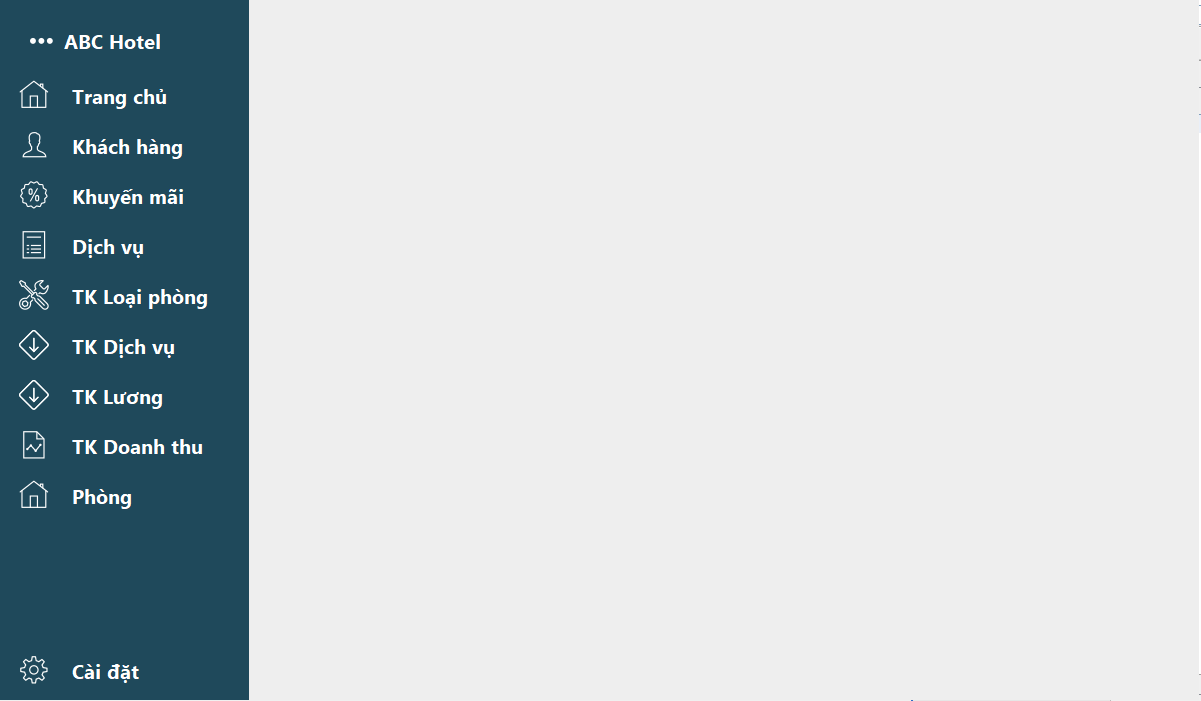 ABC Hotel
Trang chủ
Khách hàng
Khuyến mãi
Dịch vụ
TK Loại phòng
TK Dịch vụ
TK Lương
TK Doanh thu
Phòng
Cài đặt